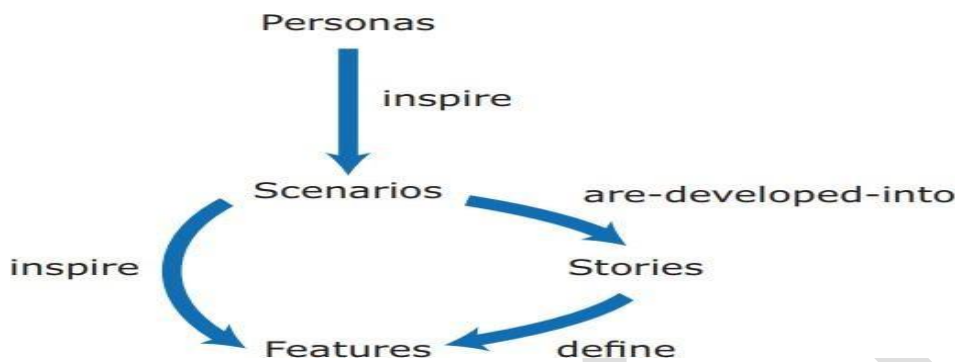 Personas
inspire
Scenarios
are-developed-into
inspire
Stories
Features
define